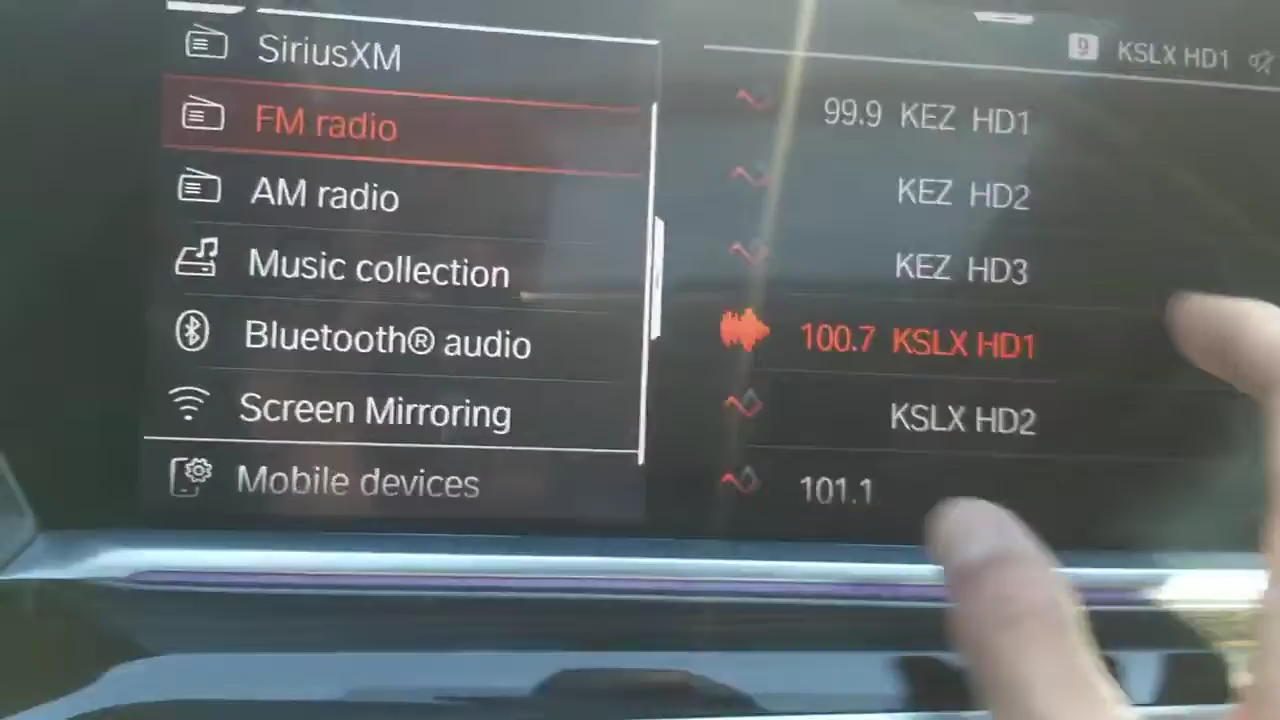 SiriusXM
FM radio
AM radio
Music collection
Bluetooth® audio
Screen Mirroring
Mobile devices
9 KSLX HD1
99.9 KEZ HD1
KEZ HD2
KEZ HD3
100.7 KSLX HD1
KSLX HD2
101.1